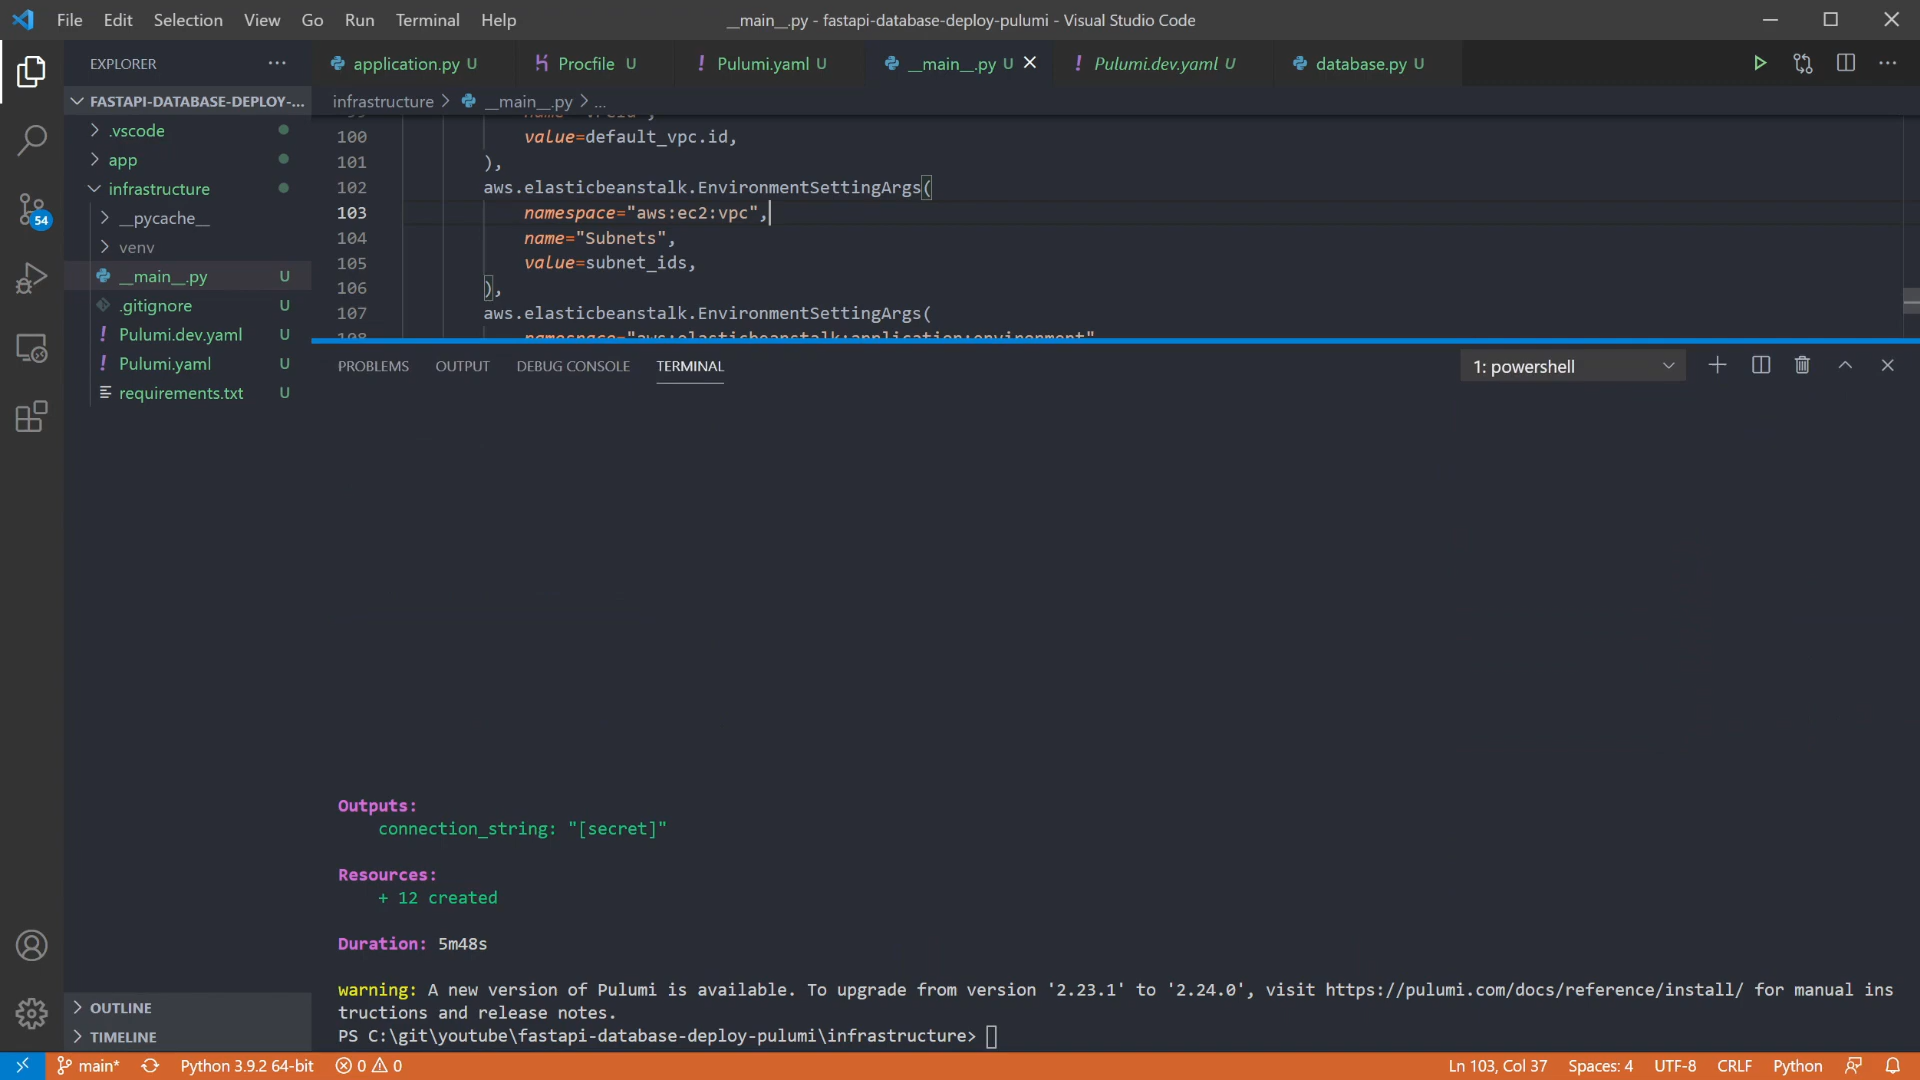 File Edit Selection View Go Run Terminal Help
__main__.py - fastapi-database-deploy-pulumi - Visual Studio Code
EXPLORER
application.py U Procfile U ! Pulumi.yaml U __main__.py U ! Pulumi.dev.yaml U database.py U
FASTAPI-DATABASE-DEPLOY-...
infrastructure > __main__.py > ...
.vscode
app
infrastructure
__pycache__
venv
__main__.py U
.gitignore U
! Pulumi.dev.yaml U
! Pulumi.yaml U
requirements.txt U
54
100 value=default_vpc.id,
101 ),
102 aws.elasticbeanstalk.EnvironmentSettingArgs(
103 namespace="aws:ec2:vpc",
104 name="Subnets",
105 value=subnet_ids,
106 ),
107 aws.elasticbeanstalk.EnvironmentSettingArgs(
108 namespace="aws:elasticbeanstalk:application:environment"
PROBLEMS OUTPUT DEBUG CONSOLE TERMINAL
1: powershell
Outputs:
connection_string: "[secret]"
Resources:
+ 12 created
Duration: 5m48s
warning: A new version of Pulumi is available. To upgrade from version '2.23.1' to '2.24.0', visit https://pulumi.com/docs/reference/install/ for manual ins
tructions and release notes.
PS C:\git\youtube\fastapi-database-deploy-pulumi\infrastructure>
OUTLINE
TIMELINE
main* Python 3.9.2 64-bit 0 0
Ln 103, Col 37 Spaces: 4 UTF-8 CRLF Python